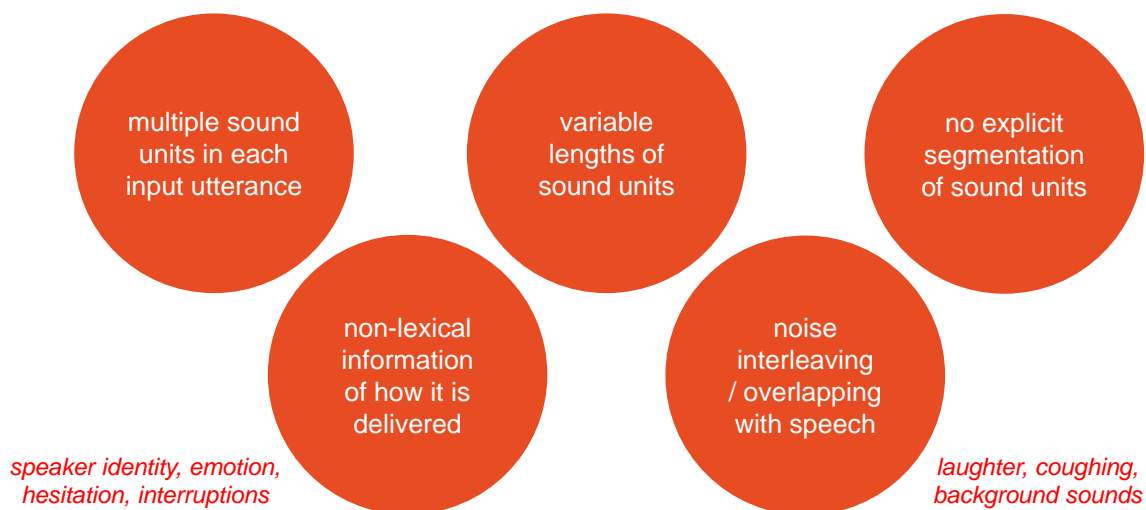 multiple sound
units in each
input utterance
variable
lengths of
sound units
no explicit
segmentation
of sound units
non-lexical
information
of how it is
delivered
noise
interleaving
/ overlapping
with speech
speaker identity, emotion,
hesitation, interruptions
laughter, coughing,
background sounds